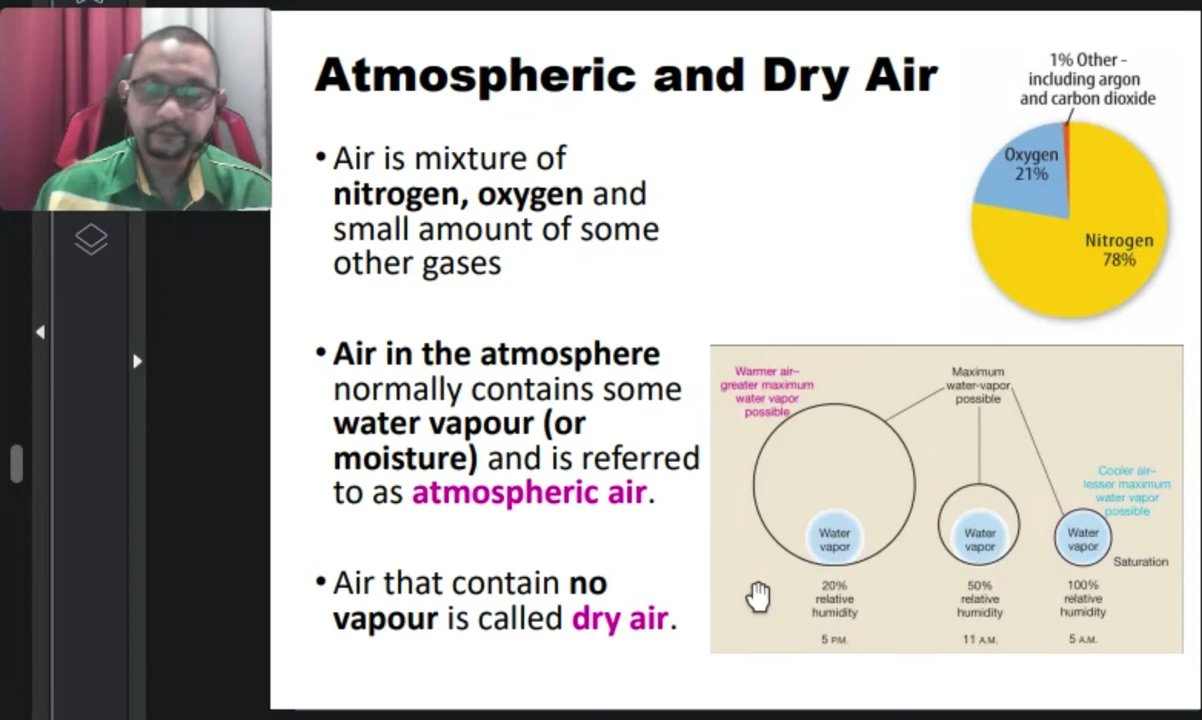 Atmospheric and Dry Air
• Air is mixture of
nitrogen, oxygen and
small amount of some
other gases
• Air in the atmosphere
normally contains some
water vapour (or
moisture) and is referred
to as atmospheric air.
• Air that contain no
vapour is called dry air.
1% Other -
including argon
and carbon dioxide
Oxygen
21%
Nitrogen
78%
Warmer air–
greater maximum
water vapor
possible
Maximum
water-vapor
possible
Cooler air–
lesser maximum
water vapor
possible
Water
vapor
Water
vapor
Water
vapor
Saturation
20%
relative
humidity
50%
relative
humidity
100%
relative
humidity
5 P.M.
11 A.M.
5 A.M.